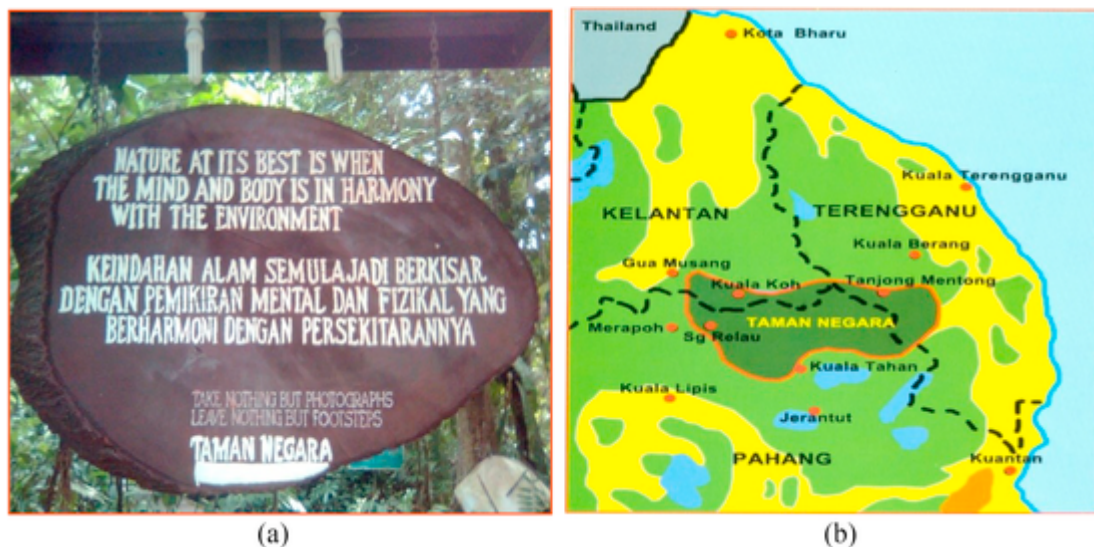 NATURE AT ITS BEST IS WHEN
THE MIND AND BODY IS IN HARMONY
WITH THE ENVIRONMENT
KEINDAHAN ALAM SEMULAJADI BERKISAR
DENGAN PEMIKIRAN MENTAL DAN FIZIKAL YANG
BERHARMONI DENGAN PERSEKITARANNYA
TAKE NOTHING BUT PHOTOGRAPHS
LEAVE NOTHING BUT FOOTSTEPS
TAMAN NEGARA
(a)
Thailand
Kota Bharu
Kuala Terengganu
KELANTAN
TERENGGANU
Kuala Berang
Gua Musang
Kuala Koh
Tanjong Mentong
TAMAN NEGARA
Merapoh
Sg Relau
Kuala Tahan
Kuala Lipis
Jerantut
PAHANG
Kuantan
(b)